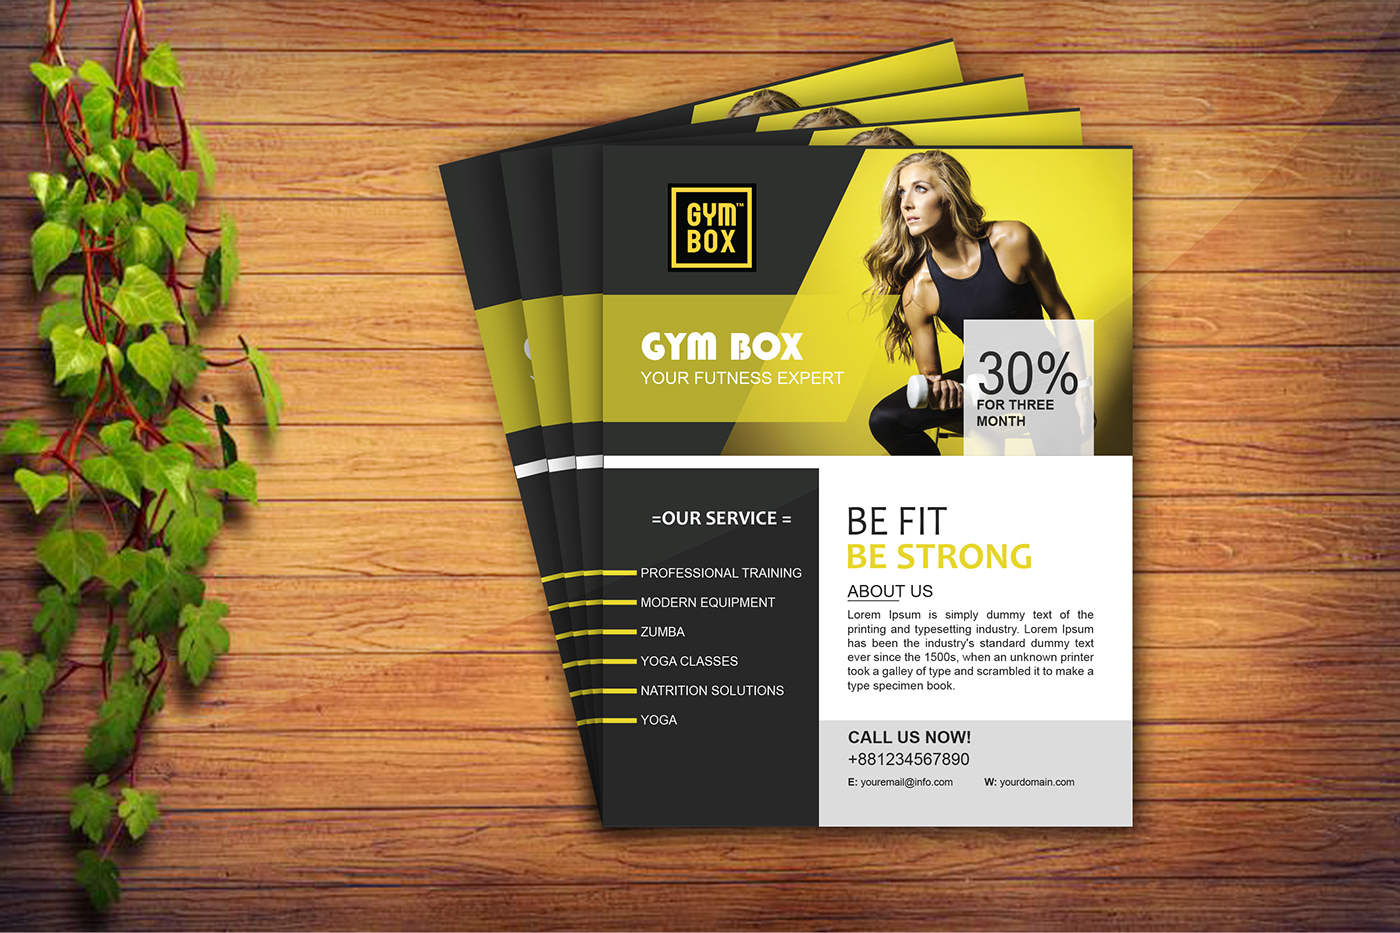 GYM™
BOX
GYM BOX
YOUR FUTNESS EXPERT
30%
FOR THREE
MONTH
=OUR SERVICE =
PROFESSIONAL TRAINING
MODERN EQUIPMENT
ZUMBA
YOGA CLASSES
NATRITION SOLUTIONS
YOGA
BE FIT
BE STRONG
ABOUT US
Lorem Ipsum is simply dummy text of the
printing and typesetting industry. Lorem Ipsum
has been the industry's standard dummy text
ever since the 1500s, when an unknown printer
took a galley of type and scrambled it to make a
type specimen book.
CALL US NOW!
+881234567890
E: youremail@info.com W: yourdomain.com